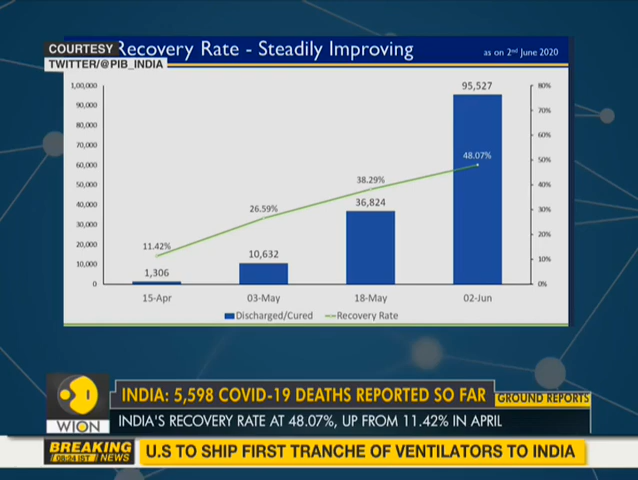 COURTESY
TWITTER/@PIB_INDIA
Recovery Rate - Steadily Improving
as on 2nd June 2020
1,00,000
90,000
80,000
70,000
60,000
50,000
40,000
30,000
20,000
10,000
0
80%
70%
60%
50%
40%
30%
20%
10%
0%
11.42%
26.59%
38.29%
48.07%
1,306
10,632
36,824
95,527
15-Apr
03-May
18-May
02-Jun
Discharged/Cured
Recovery Rate
WION
INDIA: 5,598 COVID-19 DEATHS REPORTED SO FAR
GROUND REPORTS
INDIA'S RECOVERY RATE AT 48.07%, UP FROM 11.42% IN APRIL
BREAKING
NEWS
U.S TO SHIP FIRST TRANCHE OF VENTILATORS TO INDIA